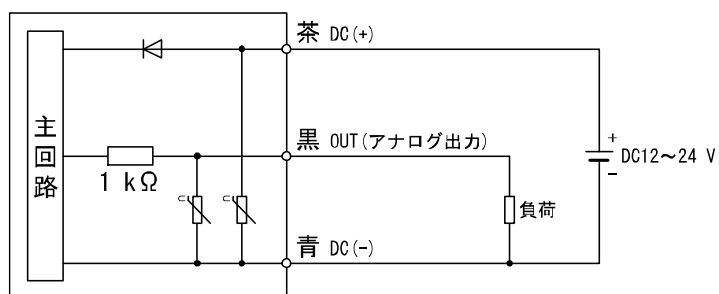 茶 DC(+)
主回路
1 kΩ
黒 OUT(アナログ出力)
+
DC12～24 V
-
負荷
青 DC(-)